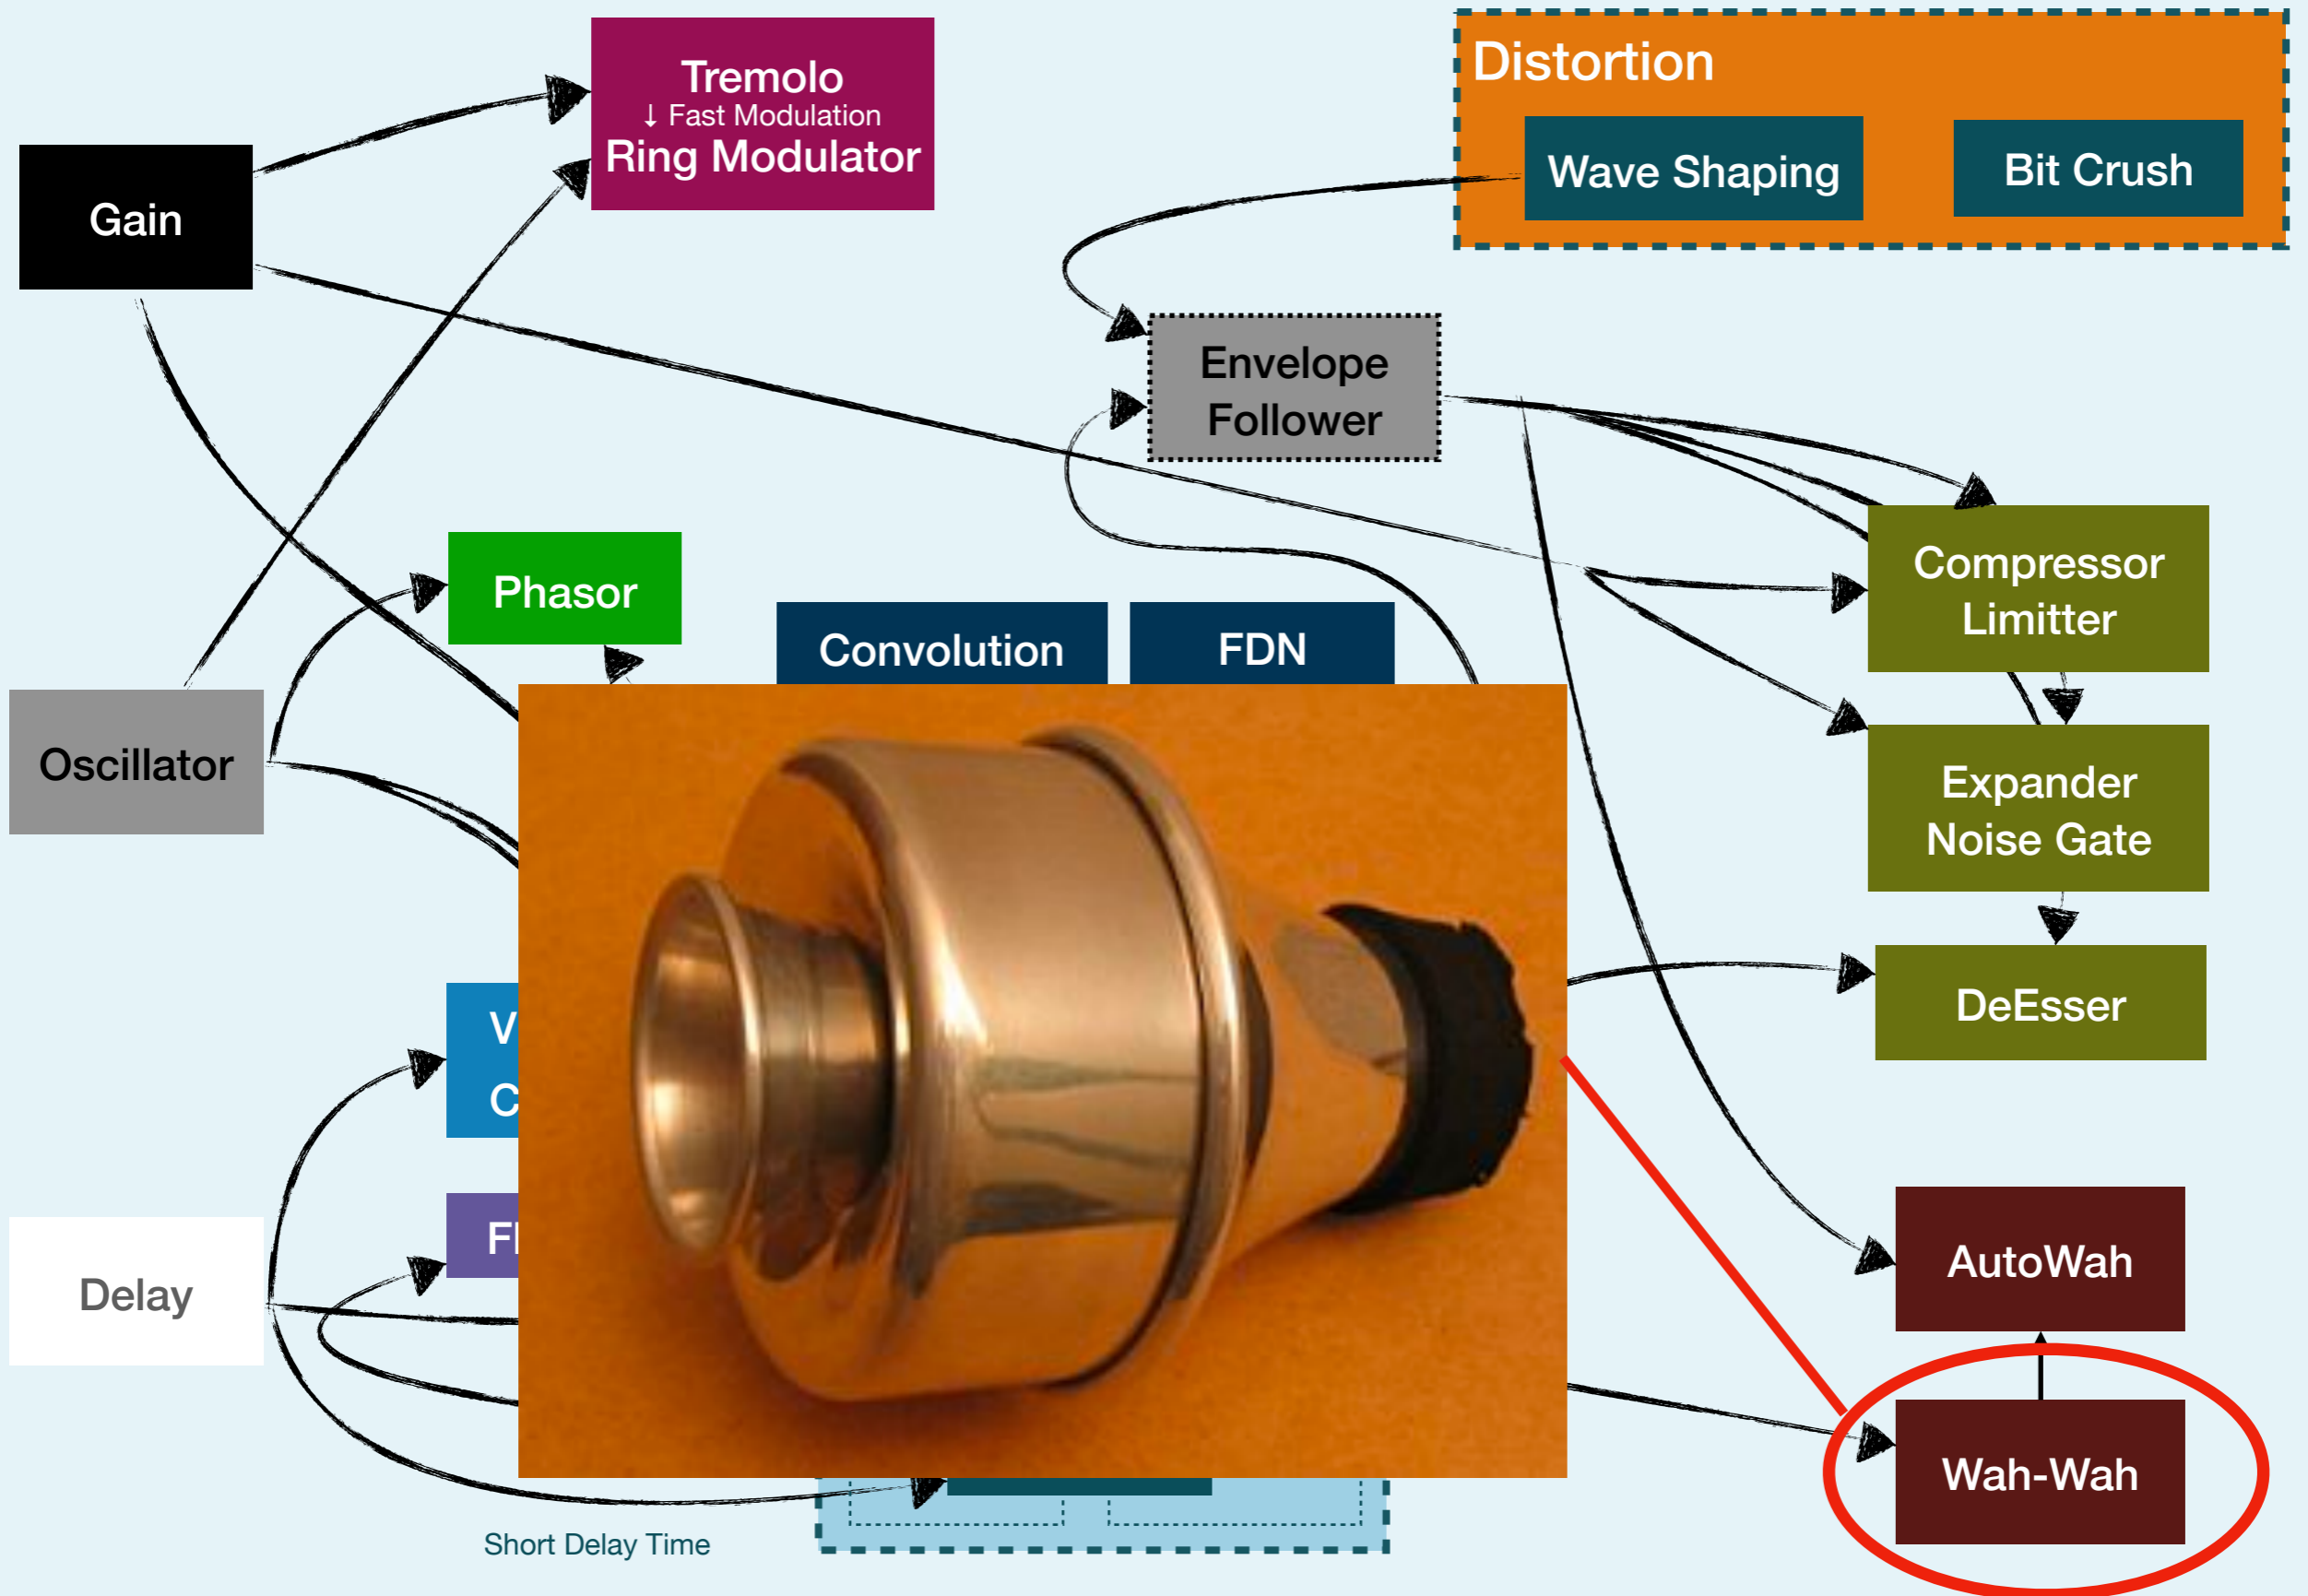 Tremolo
↓ Fast Modulation
Ring Modulator
Distortion
Wave Shaping
Bit Crush
Gain
Envelope
Follower
Phasor
Convolution
FDN
Compressor
Limitter
Oscillator
Expander
Noise Gate
DeEsser
Delay
AutoWah
Wah-Wah
Short Delay Time